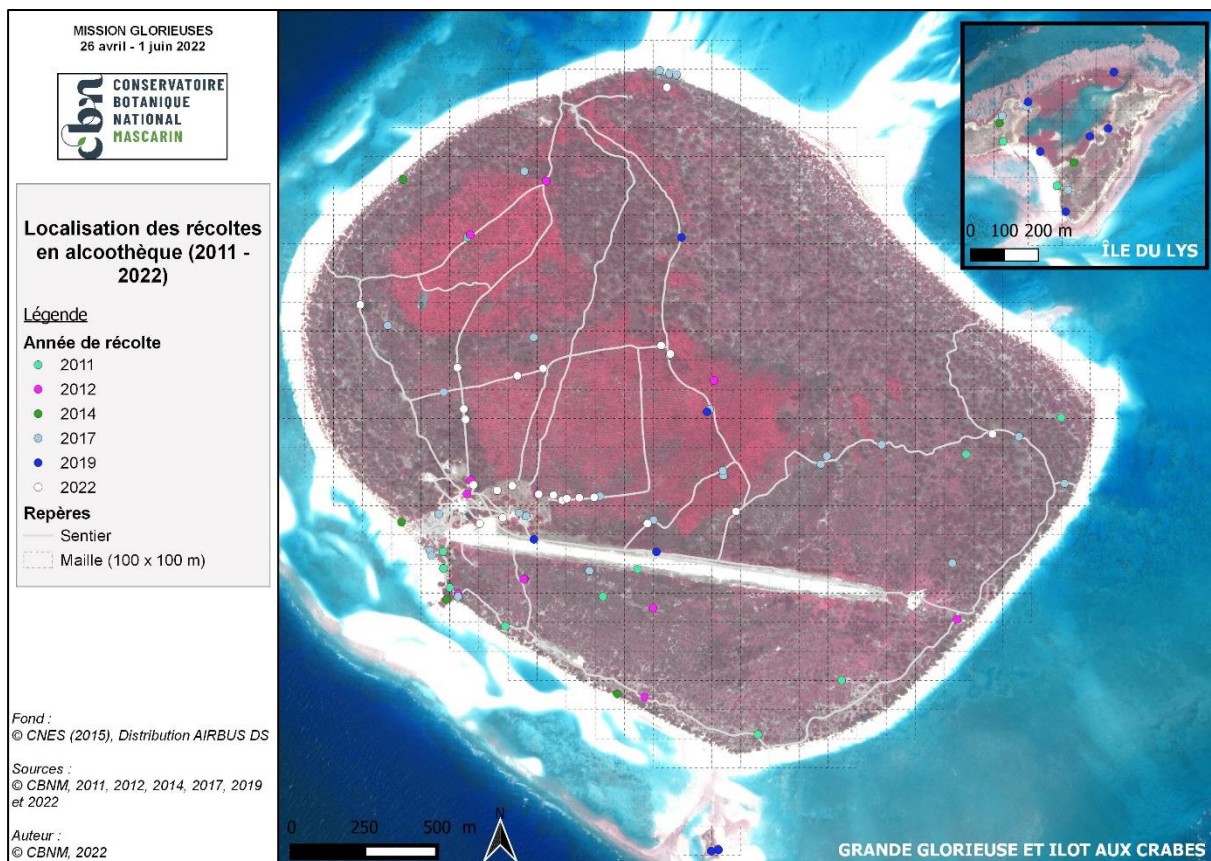 MISSION GLORIEUSES
26 avril - 1 juin 2022
cbn
CONSERVATOIRE
BOTANIQUE
NATIONAL
MASCARIN
Localisation des récoltes
en alcoothèque (2011 -
2022)
Légende
Année de récolte
2011
2012
2014
2017
2019
2022
Repères
Sentier
Maille (100 x 100 m)
Fond :
© CNES (2015), Distribution AIRBUS DS
Sources :
© CBNM, 2011, 2012, 2014, 2017, 2019
et 2022
Auteur :
© CBNM, 2022
0 100 200 m
ÎLE DU LYS
0 250 500 m
N
GRANDE GLORIEUSE ET ILOT AUX CRABES